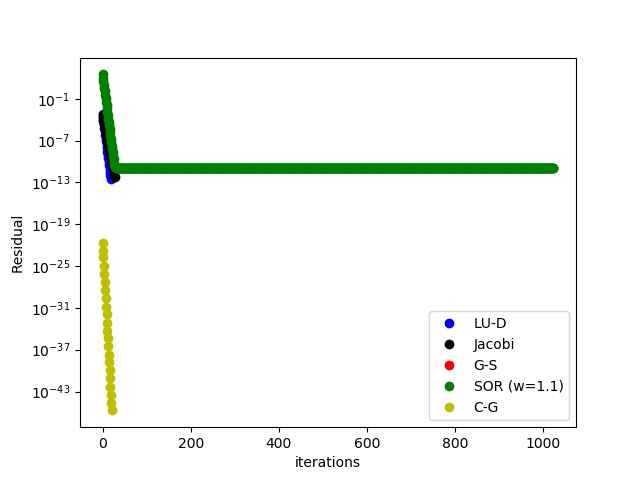 10⁻¹
10⁻⁷
10⁻¹³
10⁻¹⁹
10⁻²⁵
10⁻³¹
10⁻³⁷
10⁻⁴³
Residual
LU-D
Jacobi
G-S
SOR (w=1.1)
C-G
0 200 400 600 800 1000
iterations